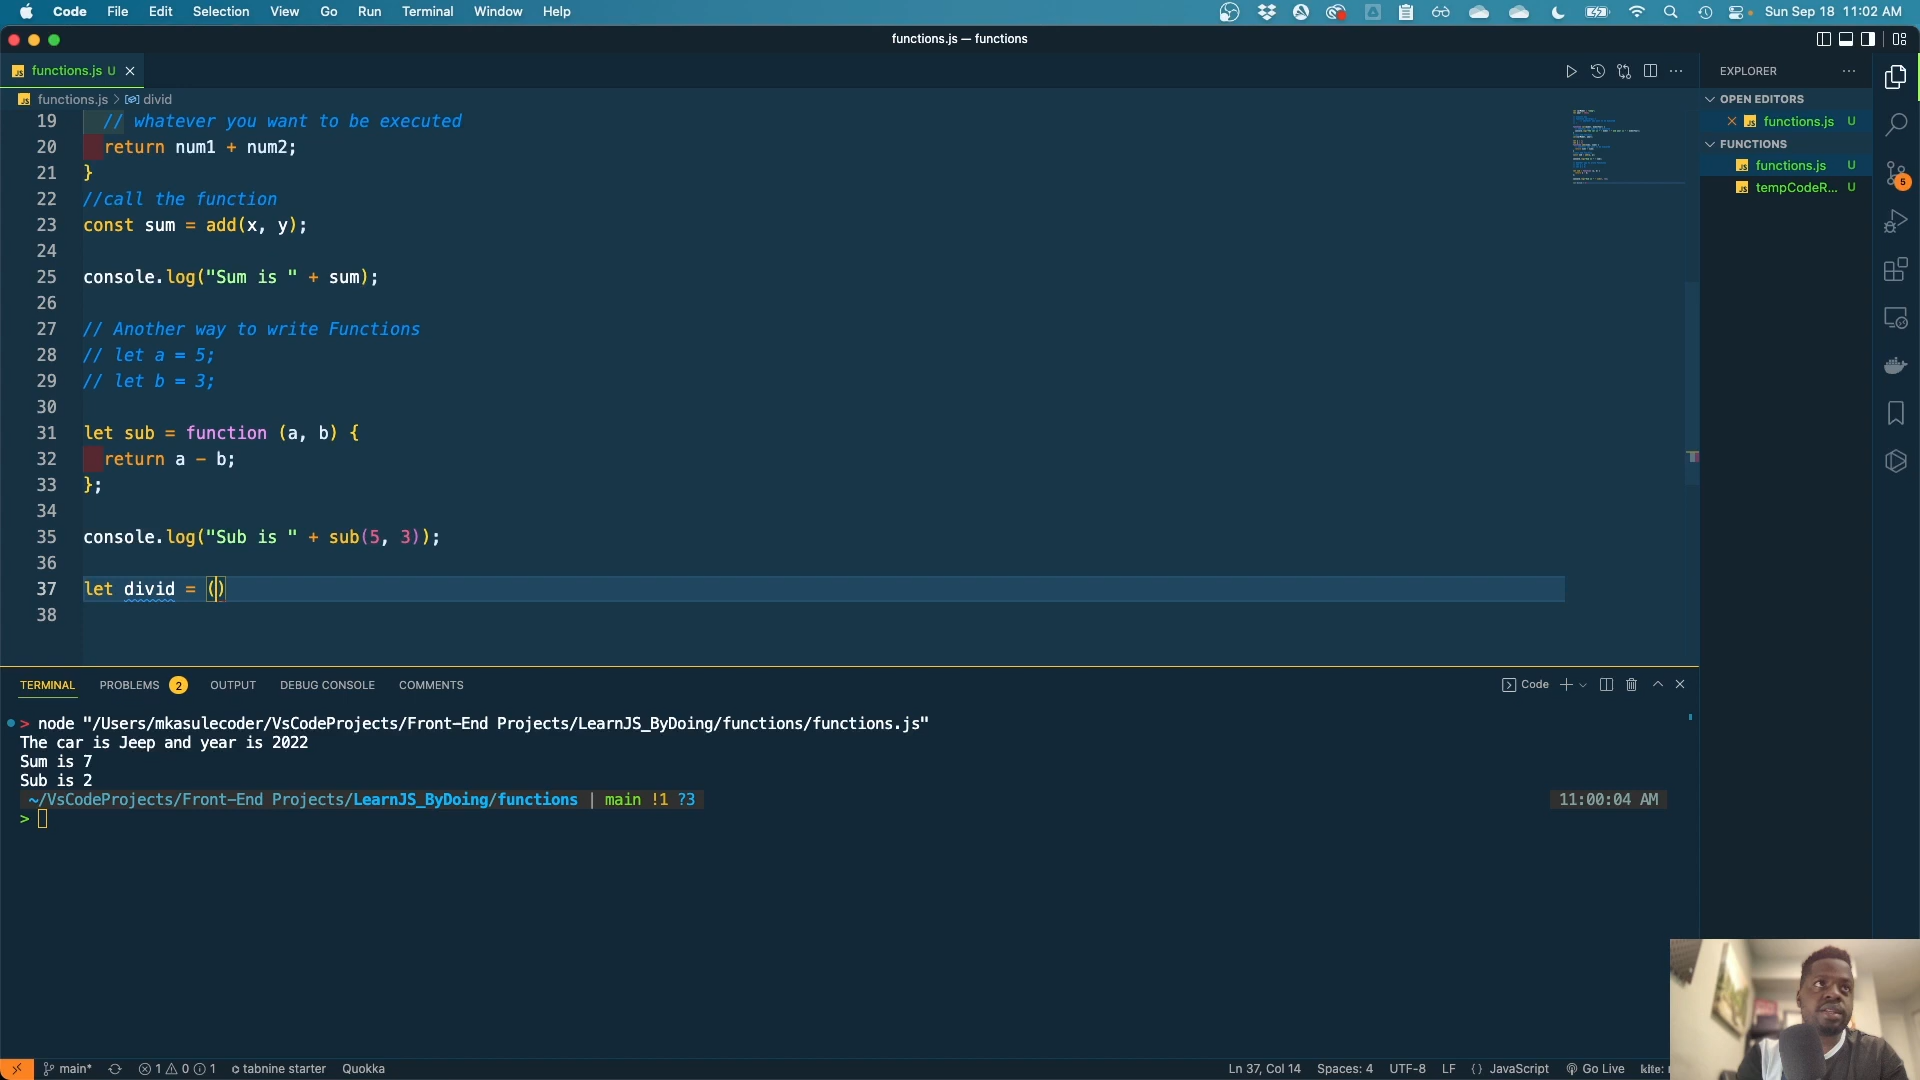 Code File Edit Selection View Go Run Terminal Window Help Sun Sep 18 11:02 AM
functions.js — functions
functions.js U
EXPLORER
functions.js > divid
OPEN EDITORS
functions.js U
FUNCTIONS
functions.js U
tempCodeR... U
5
19 // whatever you want to be executed
20 return num1 + num2;
21 }
22 //call the function
23 const sum = add(x, y);
24
25 console.log("Sum is " + sum);
26
27 // Another way to write Functions
28 // let a = 5;
29 // let b = 3;
30
31 let sub = function (a, b) {
32 return a - b;
33 };
34
35 console.log("Sub is " + sub(5, 3));
36
37 let divid = ()
38
TERMINAL PROBLEMS 2 OUTPUT DEBUG CONSOLE COMMENTS Code
> node "/Users/mkasulecoder/VsCodeProjects/Front-End Projects/LearnJS_ByDoing/functions/functions.js"
The car is Jeep and year is 2022
Sum is 7
Sub is 2
~/VsCodeProjects/Front-End Projects/LearnJS_ByDoing/functions | main !1 ?3 11:00:04 AM
>
main* 1 0 1 tabnine starter Quokka Ln 37, Col 14 Spaces: 4 UTF-8 LF {} JavaScript Go Live kite: